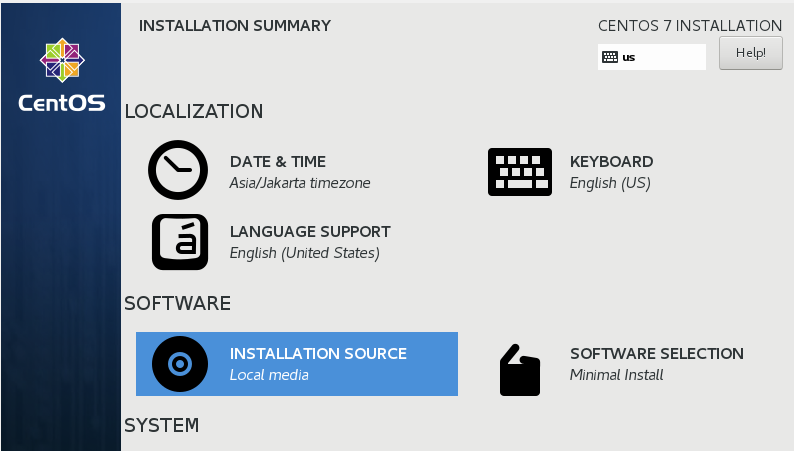 CentOS
INSTALLATION SUMMARY
CENTOS 7 INSTALLATION
us
Help!
LOCALIZATION
DATE & TIME
Asia/Jakarta timezone
KEYBOARD
English (US)
á
LANGUAGE SUPPORT
English (United States)
SOFTWARE
INSTALLATION SOURCE
Local media
SOFTWARE SELECTION
Minimal Install
SYSTEM